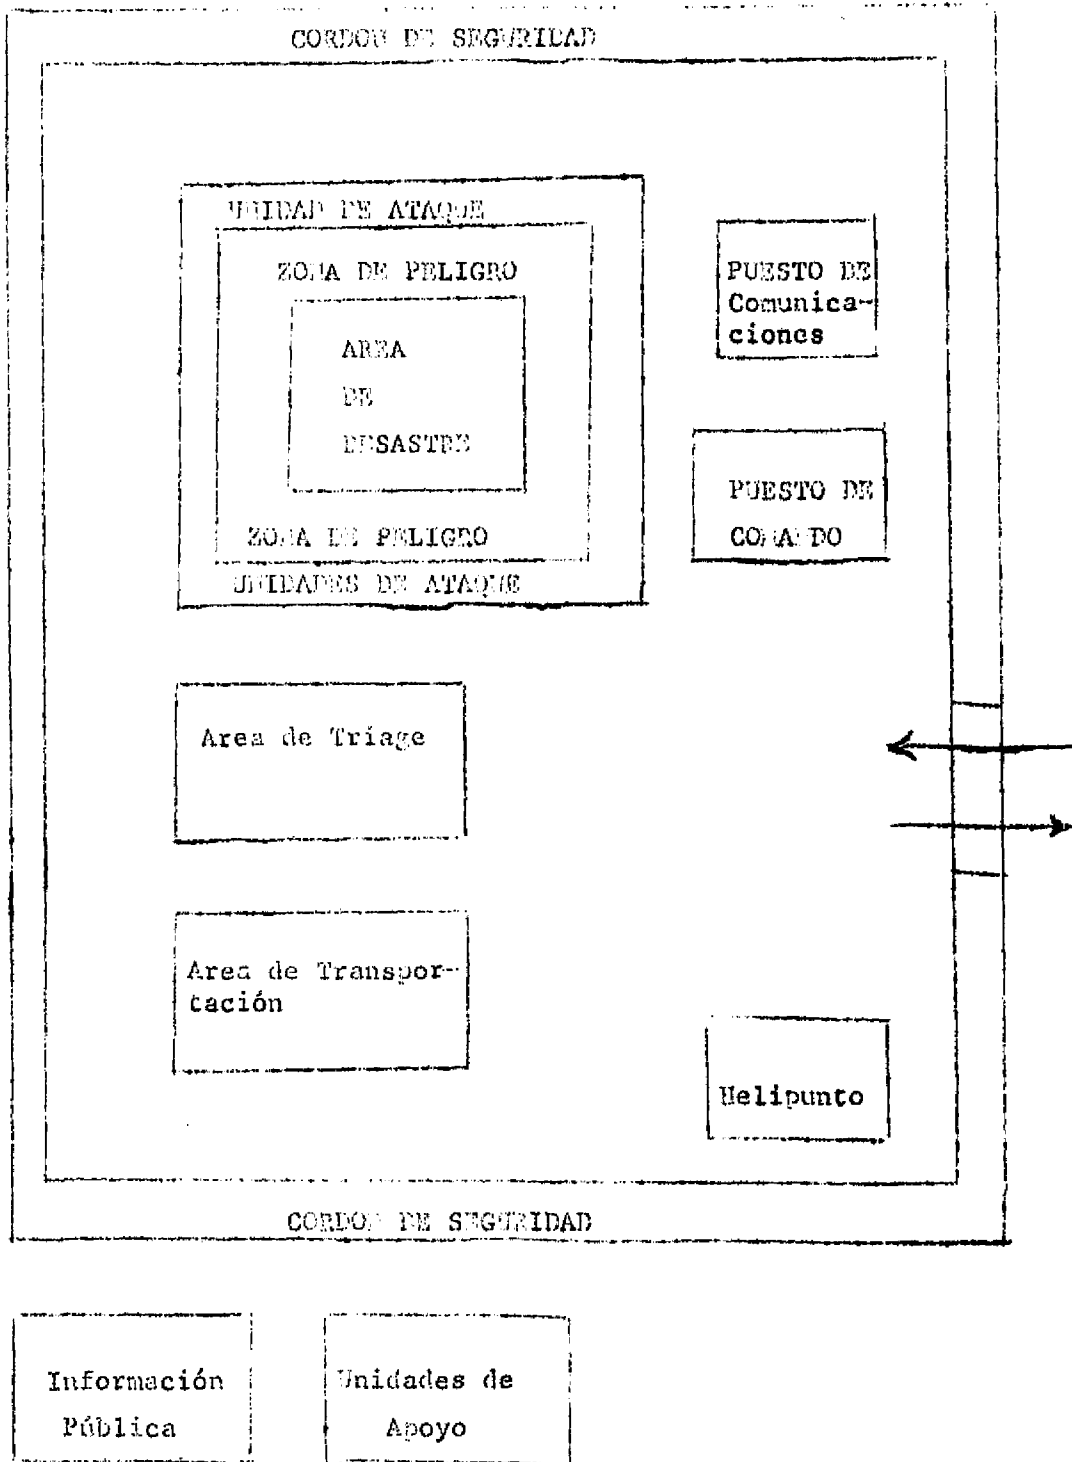 CORDON DE SEGURIDAD
UNIDAD DE ATAQUE
ZONA DE PELIGRO
AREA
DE
DESASTRE
ZONA DE PELIGRO
UNIDADES DE ATAQUE
PUESTO DE
Comunica-
ciones
PUESTO DE
COMANDO
Area de Triage
Area de Transpor-
tación
Helipunto
CORDON DE SEGURIDAD
Información
Pública
Unidades de
Apoyo